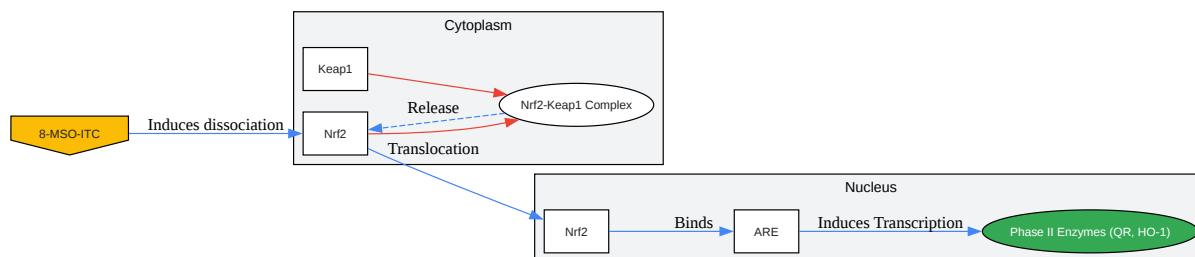 Cytoplasm
Keap1
Nrf2-Keap1 Complex
Release
8-MSO-ITC
Induces dissociation
Nrf2
Translocation
Nucleus
Nrf2
Binds
ARE
Induces Transcription
Phase II Enzymes (QR, HO-1)